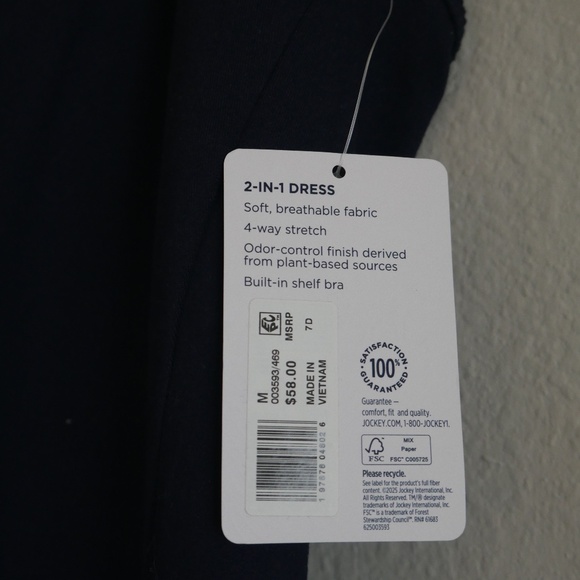 2-IN-1 DRESS
Soft, breathable fabric
4-way stretch
Odor-control finish derived
from plant-based sources
Built-in shelf bra
MSRP
7D
M
003593/469
$58.00
MADE IN
VIETNAM
SATISFACTION
100%
GUARANTEED
Guarantee –
comfort, fit and quality.
JOCKEY.COM, 1-800-JOCKEY1.
FSC
MIX
Paper
FSC® C005725
Please recycle.
See label for the product's full fiber
content. ©2025 Jockey International, Inc.
All Rights Reserved. TM/® designate
trademarks of Jockey International, Inc.
FSC™ is a trademark of Forest
Stewardship Council™. RN# 61683
625003593